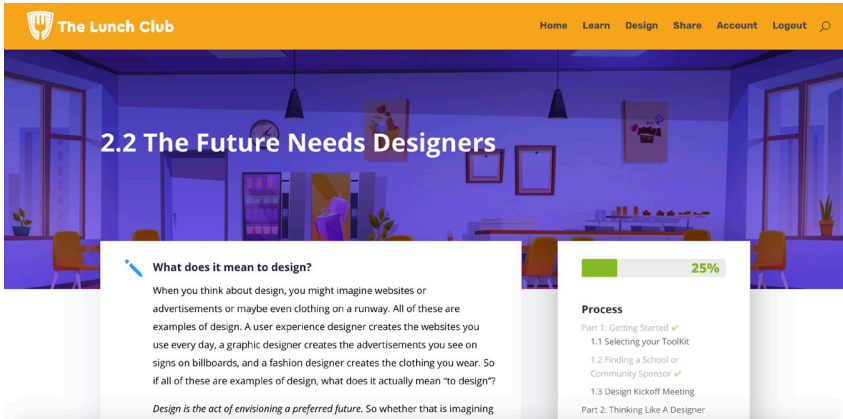 The Lunch Club
Home Learn Design Share Account Logout
2.2 The Future Needs Designers
What does it mean to design?
When you think about design, you might imagine websites or
advertisements or maybe even clothing on a runway. All of these are
examples of design. A user experience designer creates the websites you
use every day, a graphic designer creates the advertisements you see on
signs on billboards, and a fashion designer creates the clothing you wear. So
if all of these are examples of design, what does it actually mean “to design”?
Design is the act of envisioning a preferred future. So whether that is imagining
25%
Process
Part 1: Getting Started ✔
1.1 Selecting your ToolKit
1.2 Finding a School or
Community Sponsor ✔
1.3 Design Kickoff Meeting
Part 2: Thinking Like A Designer